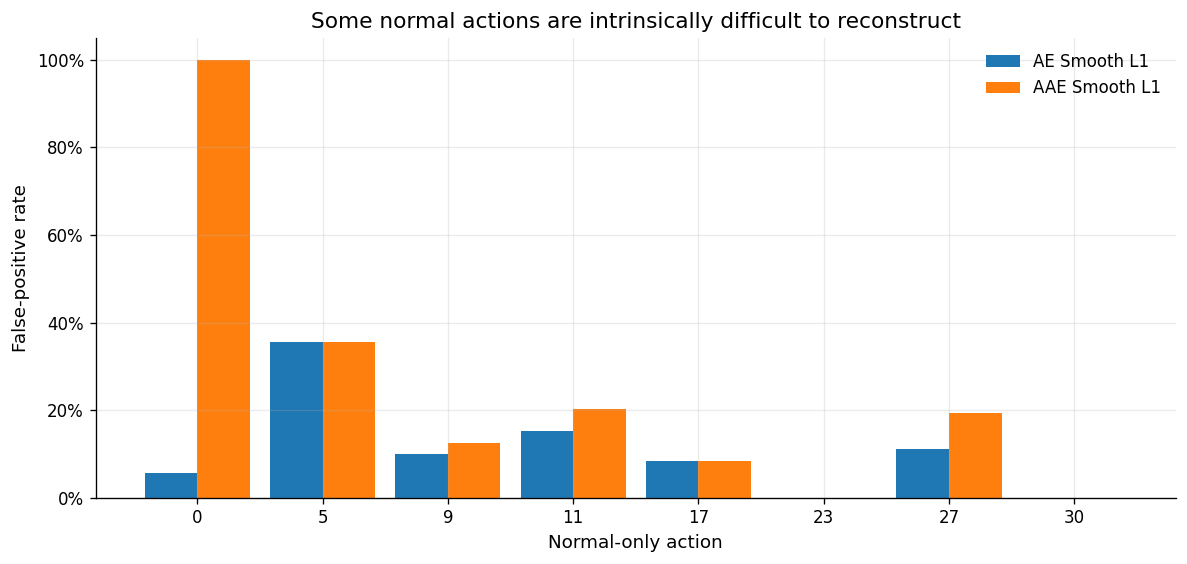 Some normal actions are intrinsically difficult to reconstruct
AE Smooth L1
AAE Smooth L1
100%
80%
60%
40%
20%
0%
False-positive rate
0 5 9 11 17 23 27 30
Normal-only action